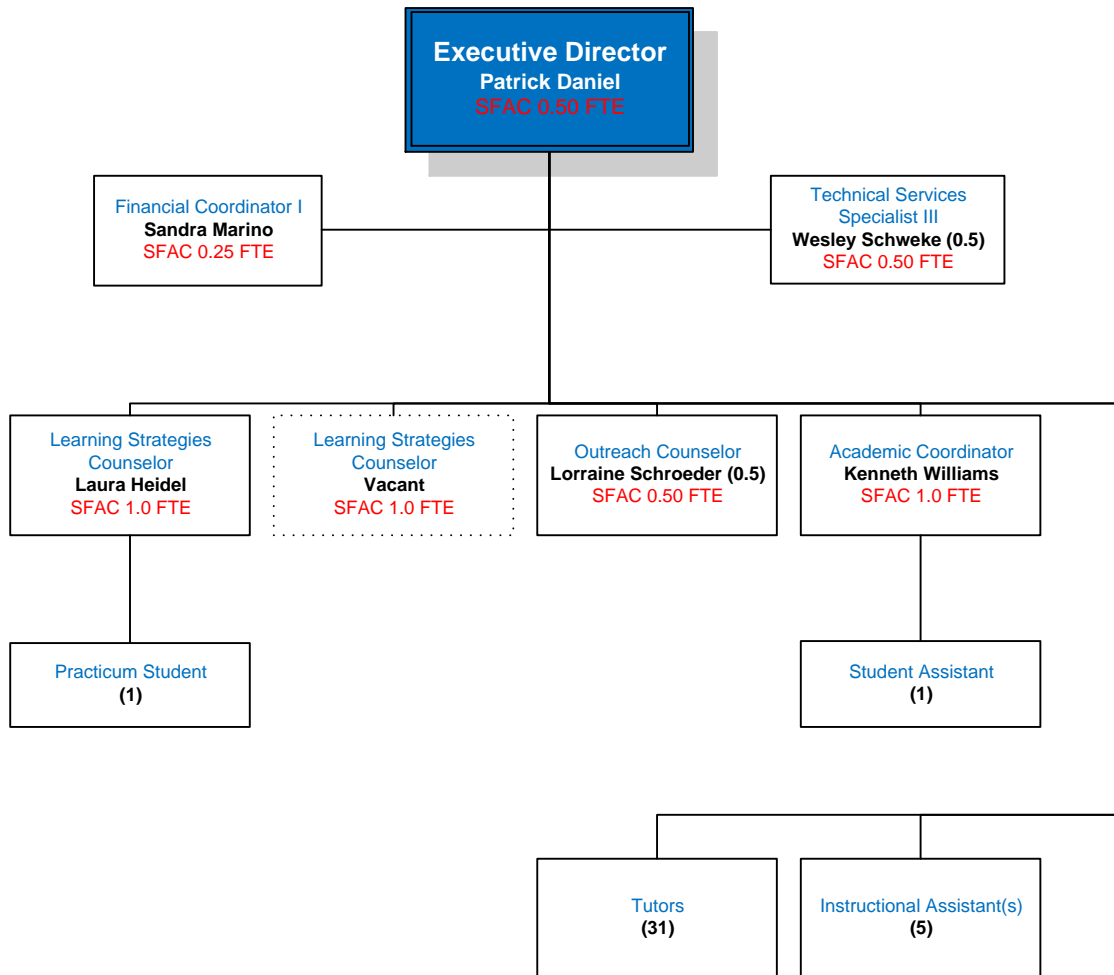 Executive Director
Patrick Daniel
SFAC 0.50 FTE
Financial Coordinator I
Sandra Marino
SFAC 0.25 FTE
Technical Services
Specialist III
Wesley Schweke (0.5)
SFAC 0.50 FTE
Learning Strategies
Counselor
Laura Heidel
SFAC 1.0 FTE
Learning Strategies
Counselor
Vacant
SFAC 1.0 FTE
Outreach Counselor
Lorraine Schroeder (0.5)
SFAC 0.50 FTE
Academic Coordinator
Kenneth Williams
SFAC 1.0 FTE
Practicum Student
(1)
Student Assistant
(1)
Tutors
(31)
Instructional Assistant(s)
(5)